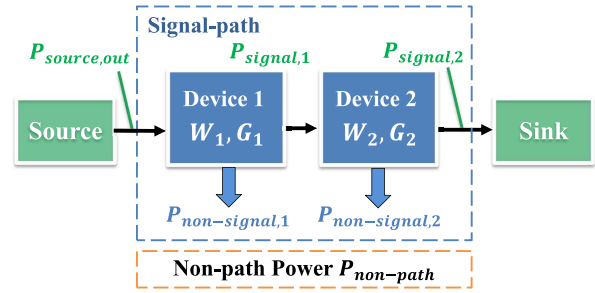 Signal-path
P_source,out
P_signal,1
P_signal,2
Source
Device 1
W_1, G_1
Device 2
W_2, G_2
Sink
P_non-signal,1
P_non-signal,2
Non-path Power P_non-path